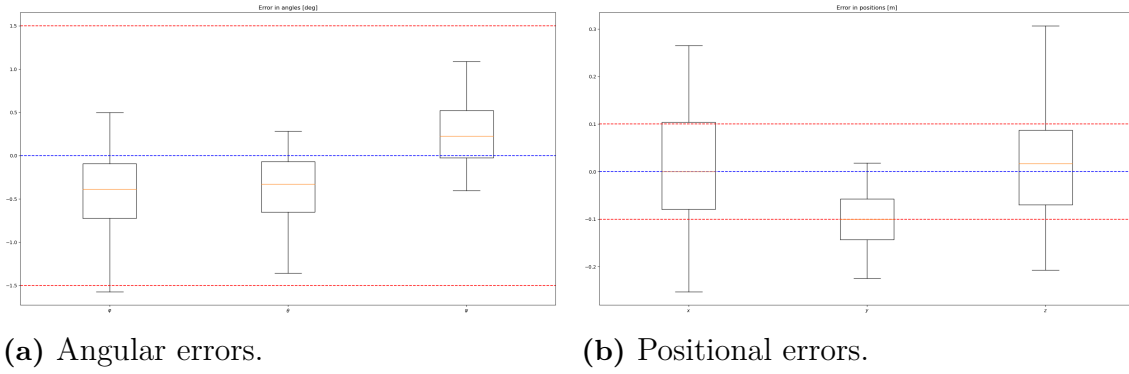 Error in angles [deg]
1.5
1.0
0.5
0.0
−0.5
−1.0
−1.5
φ
θ
ψ
Error in positions [m]
0.3
0.2
0.1
0.0
−0.1
−0.2
x
y
z
(a) Angular errors.
(b) Positional errors.